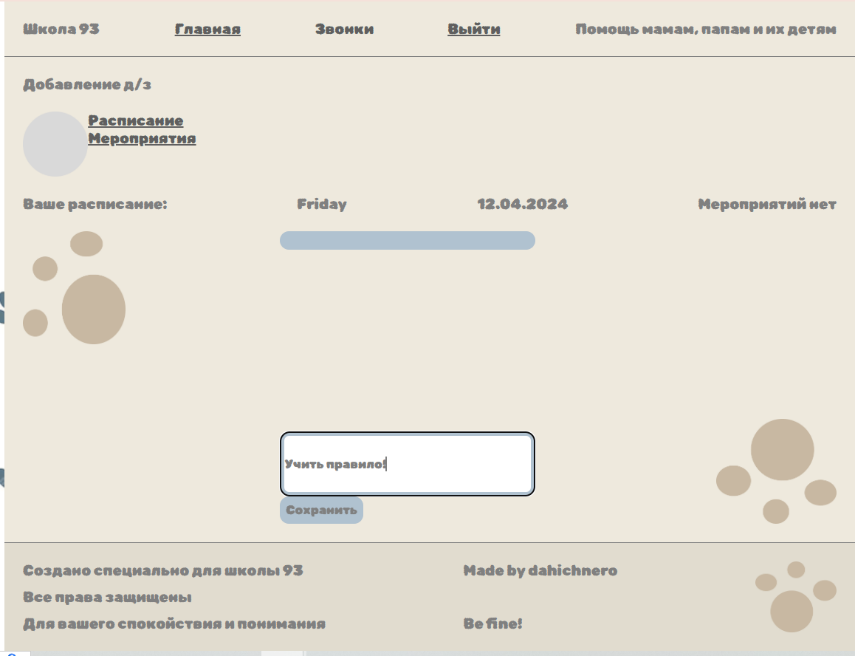 Школа 93
Главная
Звонки
Выйти
Помощь мамам, папам и их детям
Добавление д/з
Расписание
Мероприятия
Ваше расписание:
Friday
12.04.2024
Мероприятий нет
Учить правило!
Сохранить
Создано специально для школы 93
Made by dahichnero
Все права защищены
Для вашего спокойствия и понимания
Be fine!